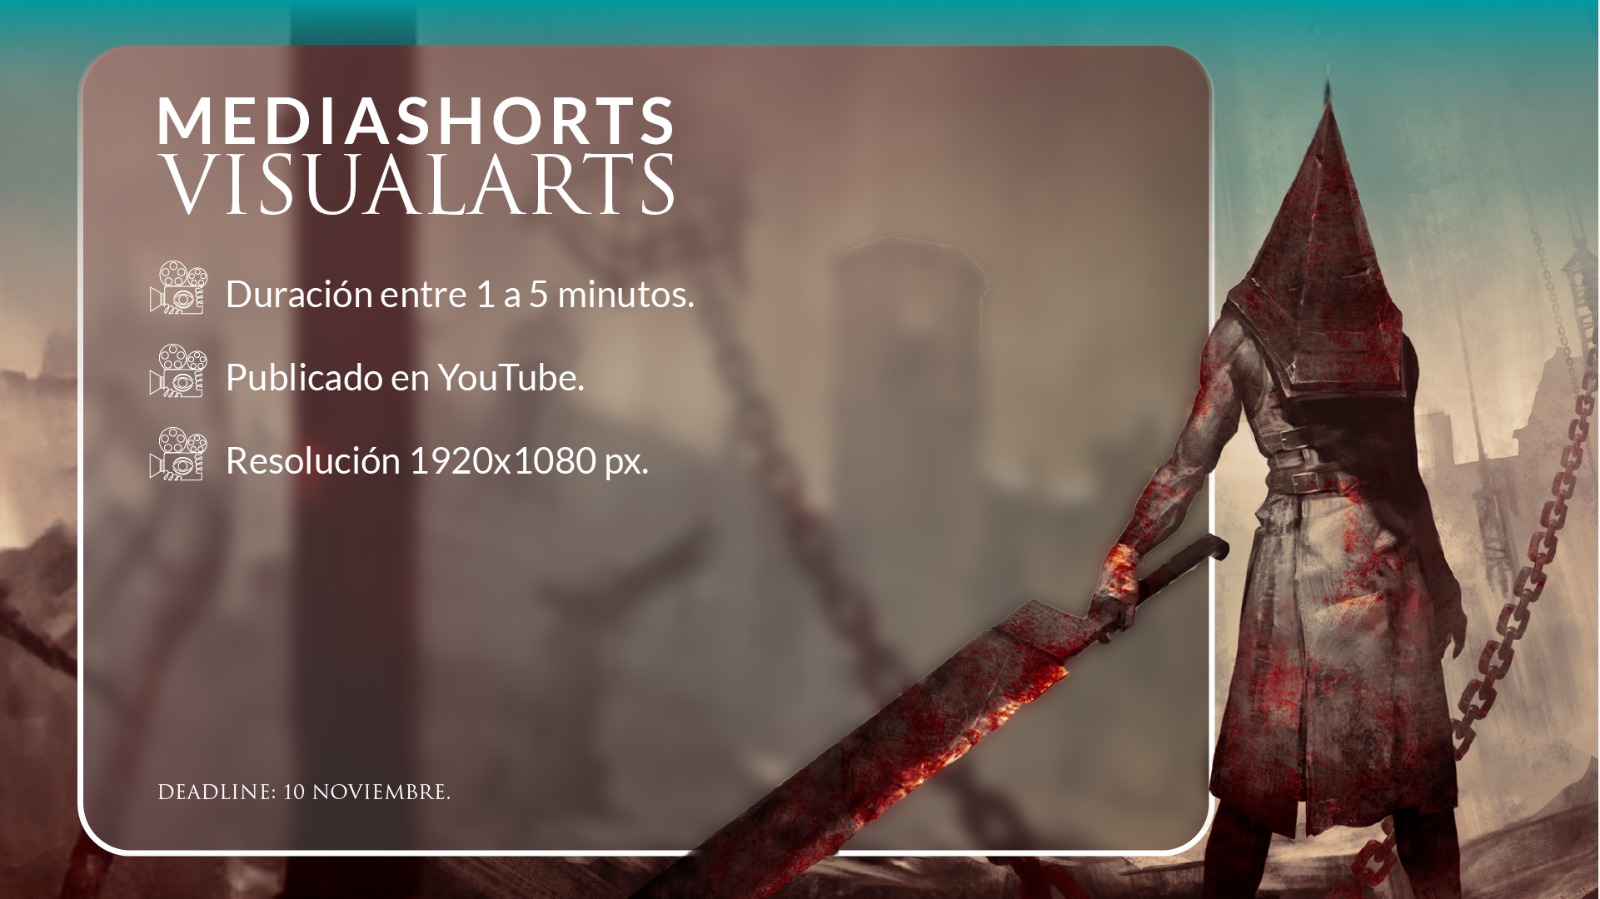 MEDIASHORTS
VISUALARTS
Duración entre 1 a 5 minutos.
Publicado en YouTube.
Resolución 1920x1080 px.
DEADLINE: 10 NOVIEMBRE.